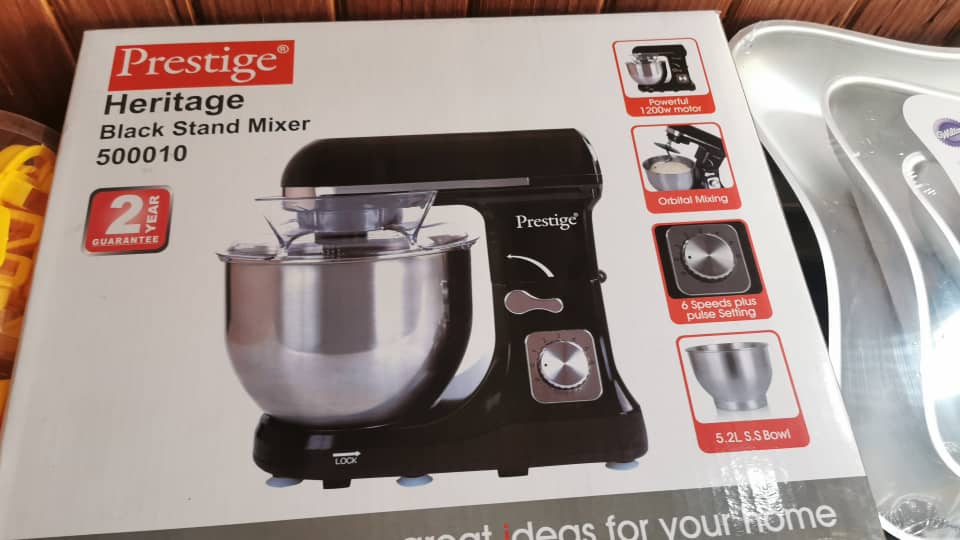 Prestige®
Heritage
Black Stand Mixer
500010
2 YEAR
GUARANTEE
Prestige®
LOCK
Powerful
1200w motor
Orbital Mixing
6 Speeds plus
pulse Setting
5.2L S.S Bowl
great ideas for your home
Wilton